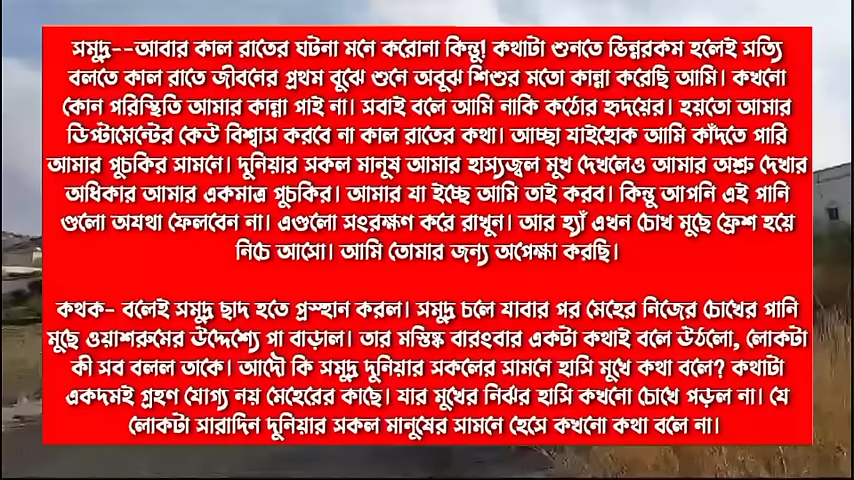 সমুদ্র--আবার কাল রাতের ঘটনা মনে করোনা কিন্তু! কথাটা শুনতে ভিন্নরকম হলেই সত্যি
বলতে কাল রাতে জীবনের প্রথম বুঝে শুনে অবুঝ শিশুর মতো কান্না করেছি আমি। কখনো
কোন পরিস্থিতি আমার কান্না পাই না। সবাই বলে আমি নাকি কঠোর হৃদয়ের। হয়তো আমার
ডিপ্টামেন্টের কেউ বিশ্বাস করবে না কাল রাতের কথা। আচ্ছা যাইহোক আমি কাঁদতে পারি
আমার পুচকির সামনে। দুনিয়ার সকল মানুষ আমার হাস্যজ্বল মুখ দেখলেও আমার অশ্রু দেখার
অধিকার আমার একমাত্র পুচকির। আমার যা ইচ্ছে আমি তাই করব। কিন্তু আপনি এই পানি
গুলো অযথা ফেলবেন না। এগুলো সংরক্ষণ করে রাখুন। আর হ্যাঁ এখন চোখ মুছে ফ্রেশ হয়ে
নিচে আসো। আমি তোমার জন্য অপেক্ষা করছি।
কথক- বলেই সমুদ্র ছাদ হতে প্রস্হান করল। সমুদ্র চলে যাবার পর মেহের নিজের চোখের পানি
মুছে ওয়াশরুমের উদ্দেশ্যে পা বাড়াল। তার মস্তিষ্ক বারংবার একটা কথাই বলে উঠলো, লোকটা
কী সব বলল তাকে। আদৌ কি সমুদ্র দুনিয়ার সকলের সামনে হাসি মুখে কথা বলে? কথাটা
একদমই গ্রহণ যোগ্য নয় মেহেরের কাছে। যার মুখের নির্ঝর হাসি কখনো চোখে পড়ল না। যে
লোকটা সারাদিন দুনিয়ার সকল মানুষের সামনে হেসে কখনো কথা বলে না।